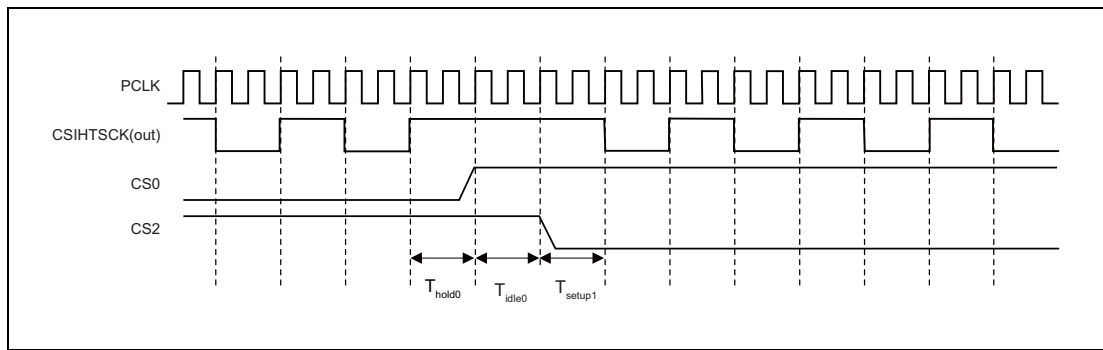 PCLK
CSIHTSCK(out)
CS0
CS2
Thold0
Tidle0
Tsetup1